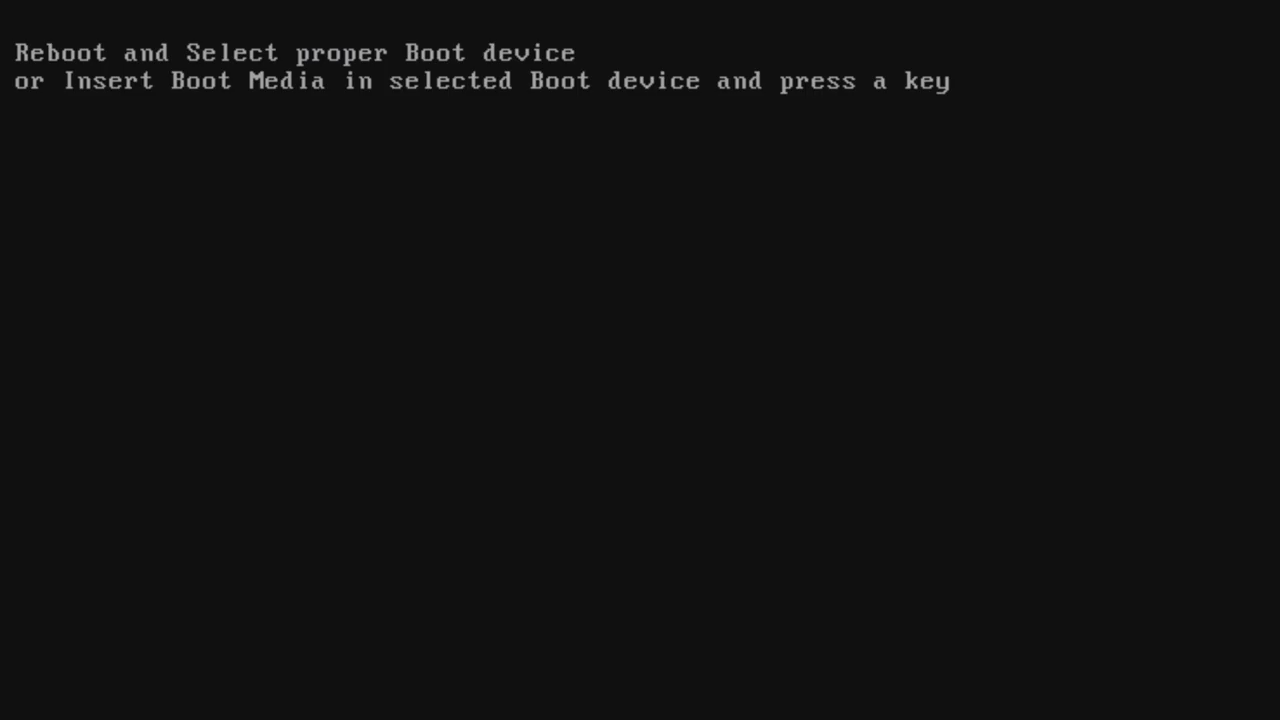 Reboot and Select proper Boot device
or Insert Boot Media in selected Boot device and press a key